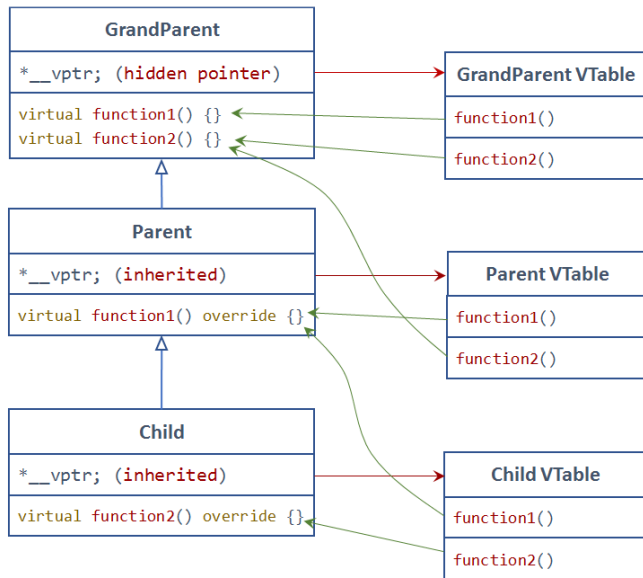 GrandParent
*__vptr; (hidden pointer)
virtual function1() {}
virtual function2() {}
GrandParent VTable
function1()
function2()
Parent
*__vptr; (inherited)
virtual function1() override {}
Parent VTable
function1()
function2()
Child
*__vptr; (inherited)
virtual function2() override {}
Child VTable
function1()
function2()